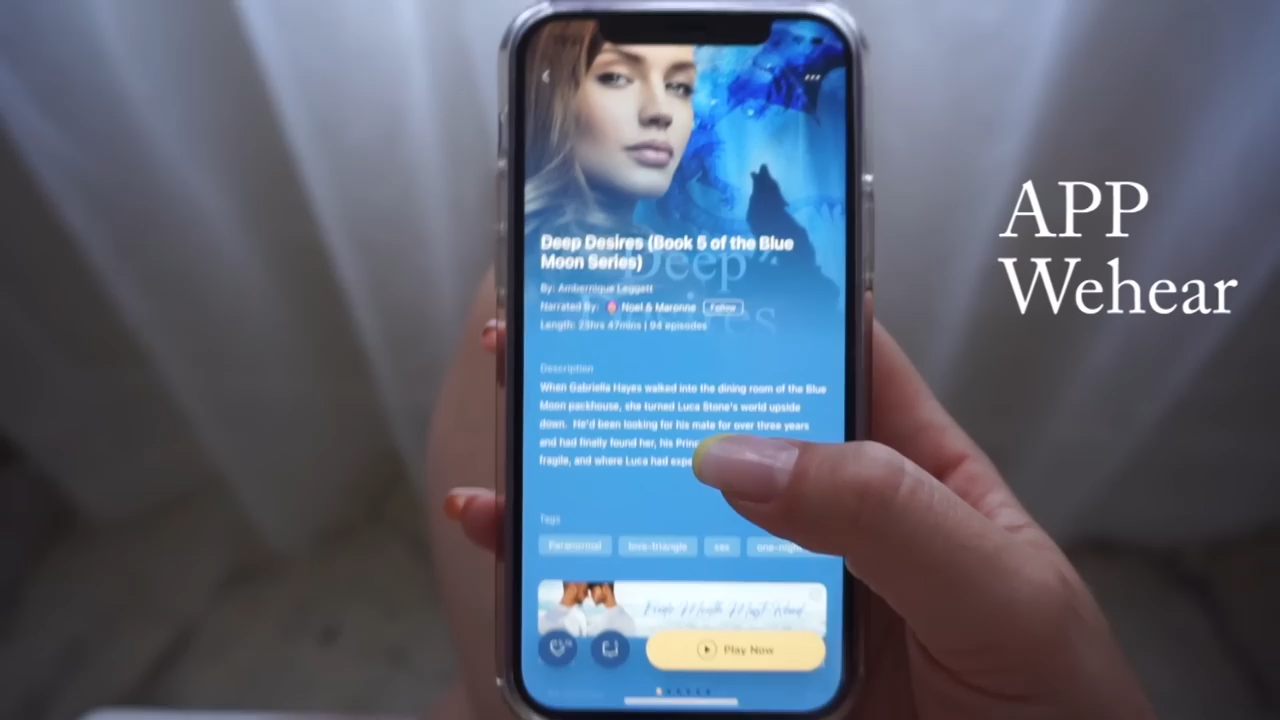 Deep Desires (Book 5 of the Blue
Moon Series)
Deep
By: Ambernique Leggett
Narrated By: Noel & Maronne Follow
Length: 23hrs 47mins | 94 episodes
Description
When Gabriella Hayes walked into the dining room of the Blue
Moon packhouse, she turned Luca Stone's world upside
down. He'd been looking for his mate for over three years
and had finally found her, his
fragile, and where Luca had
Tags
Paranormal love-triangle sex
Play Now
APP
Wehear